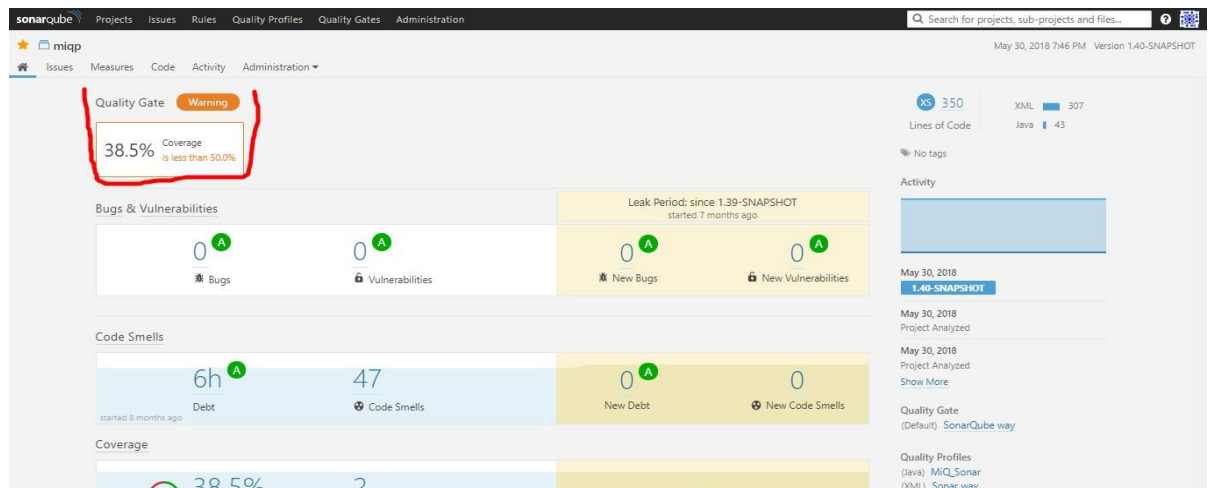 sonarqube Projects Issues Rules Quality Profiles Quality Gates Administration Search for projects, sub-projects and files...
miqp May 30, 2018 7:46 PM Version 1.40-SNAPSHOT
Issues Measures Code Activity Administration
Quality Gate Warning
38.5% Coverage
is less than 50.0%
Bugs & Vulnerabilities
Leak Period: since 1.39-SNAPSHOT
started 7 months ago
0 A
Bugs
0 A
Vulnerabilities
0 A
New Bugs
0 A
New Vulnerabilities
Code Smells
6h A
Debt
started 8 months ago
47
Code Smells
0 A
New Debt
0
New Code Smells
Coverage
38.5%
2
XS 350
Lines of Code
XML 307
Java 43
No tags
Activity
May 30, 2018
1.40-SNAPSHOT
May 30, 2018
Project Analyzed
May 30, 2018
Project Analyzed
Show More
Quality Gate
(Default) SonarQube way
Quality Profiles
(Java) MiQ_Sonar
(XML) Sonar way